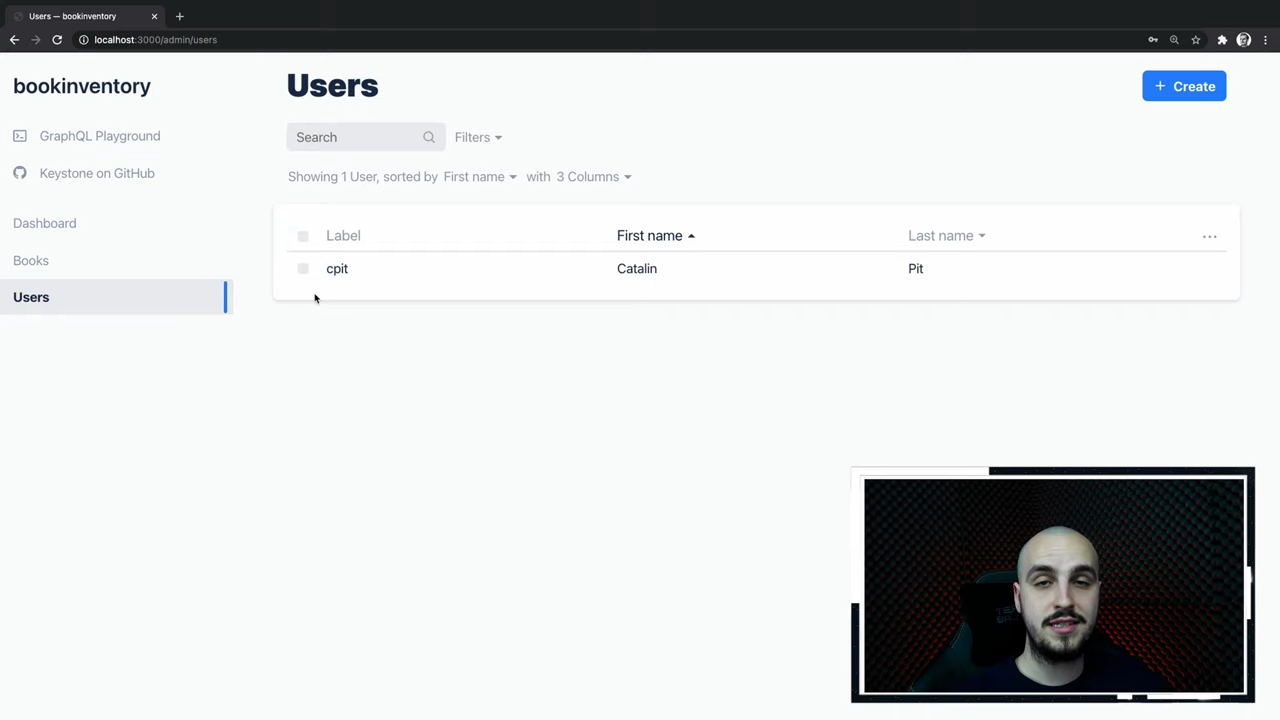 Users — bookinventory
localhost:3000/admin/users
bookinventory
GraphQL Playground
Keystone on GitHub
Dashboard
Books
Users
Users
+ Create
Search
Filters
Showing 1 User, sorted by First name with 3 Columns
Label First name Last name
cpit Catalin Pit